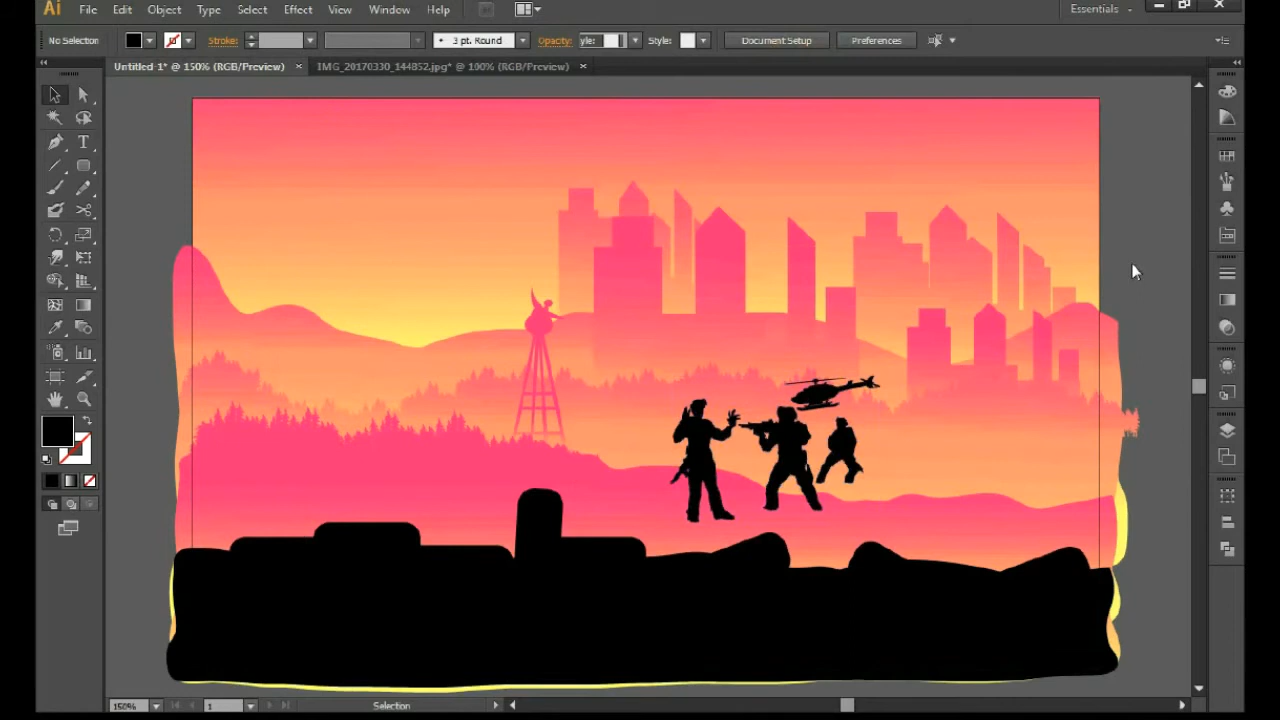 Ai File Edit Object Type Select Effect View Window Help Essentials
No Selection Stroke: 3 pt. Round Opacity yle: Style: Document Setup Preferences
Untitled-1* @ 150% (RGB/Preview) × IMG_20170330_144852.jpg* @ 100% (RGB/Preview) ×
T
150% 1 Selection